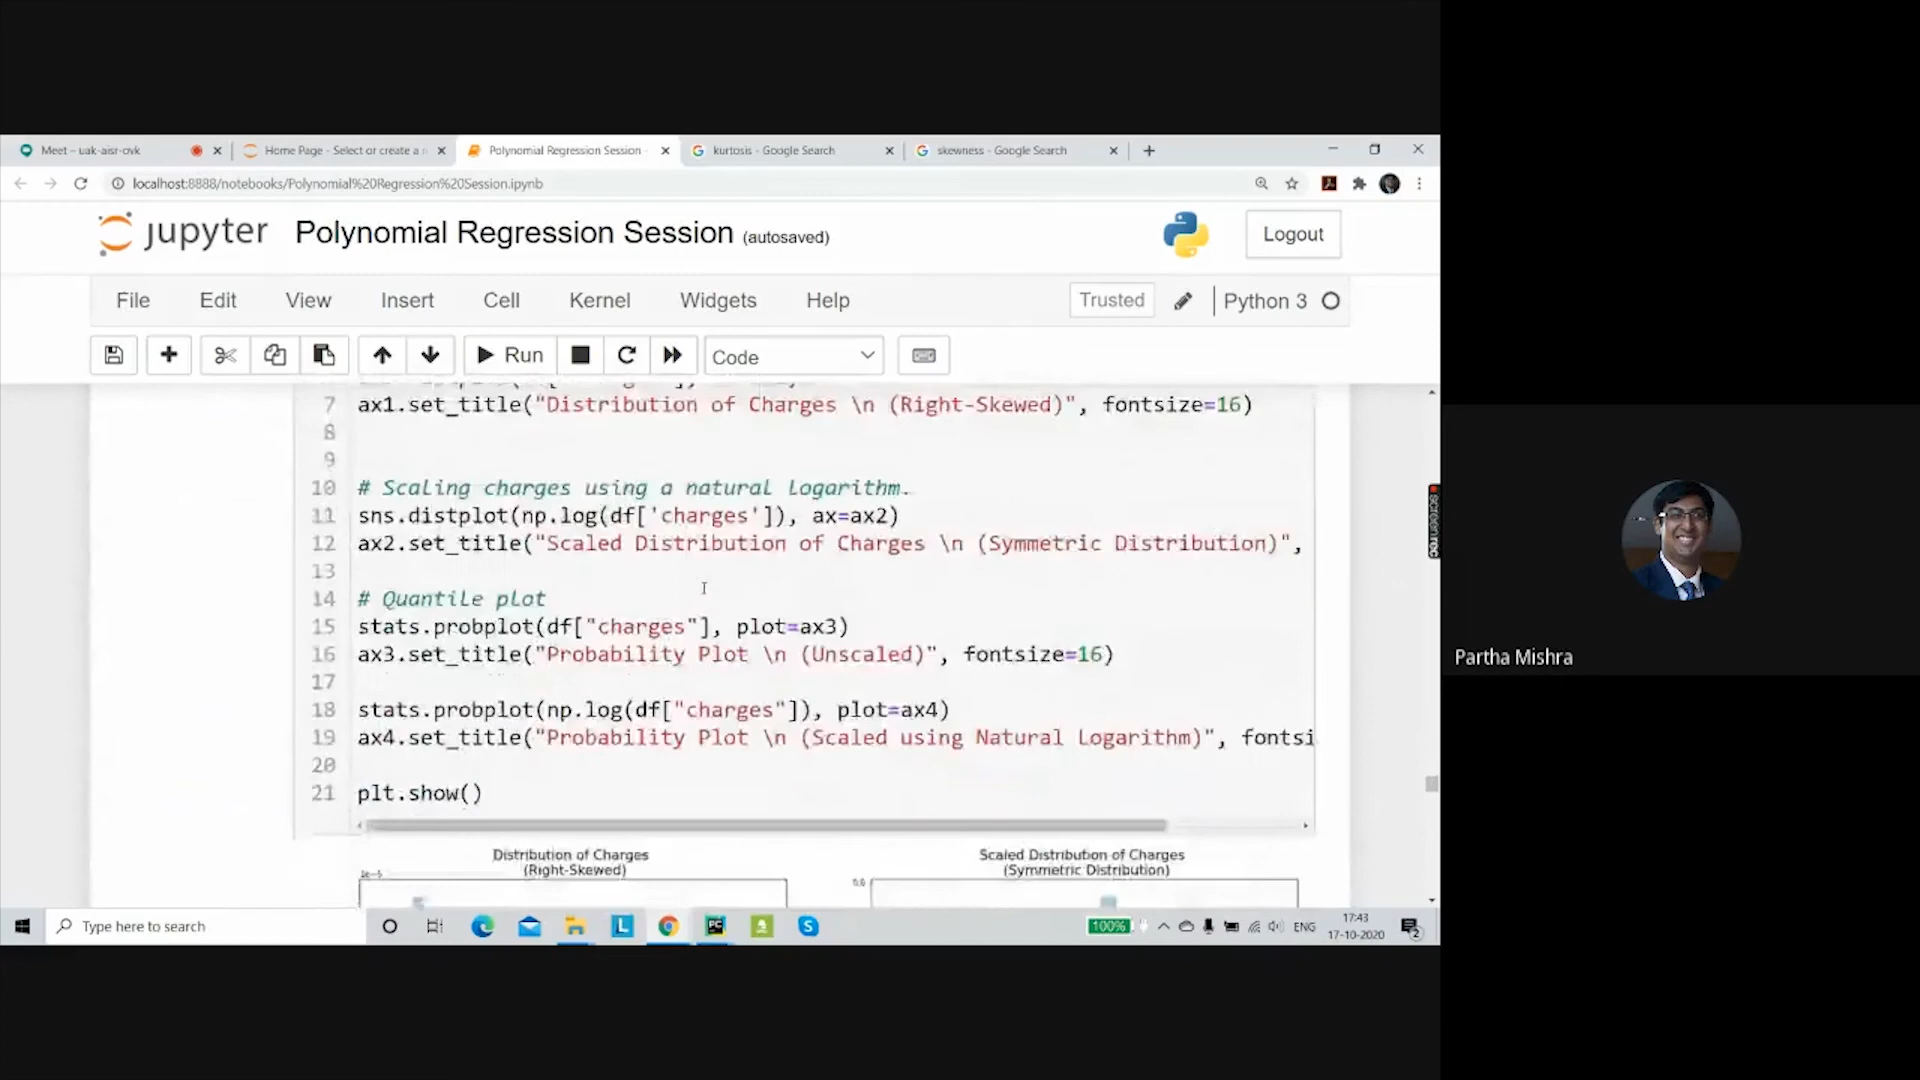 Meet – uak-aisr-ovk
Home Page - Select or create a n
Polynomial Regression Session -
kurtosis - Google Search
skewness - Google Search
localhost:8888/notebooks/Polynomial%20Regression%20Session.ipynb
jupyter Polynomial Regression Session (autosaved)
Logout
File Edit View Insert Cell Kernel Widgets Help
Trusted
Python 3
Run
Code
7 ax1.set_title("Distribution of Charges \n (Right-Skewed)", fontsize=16)
8
9
10 # Scaling charges using a natural Logarithm.
11 sns.distplot(np.log(df['charges']), ax=ax2)
12 ax2.set_title("Scaled Distribution of Charges \n (Symmetric Distribution)",
13
14 # Quantile plot
15 stats.probplot(df["charges"], plot=ax3)
16 ax3.set_title("Probability Plot \n (Unscaled)", fontsize=16)
17
18 stats.probplot(np.log(df["charges"]), plot=ax4)
19 ax4.set_title("Probability Plot \n (Scaled using Natural Logarithm)", fontsi
20
21 plt.show()
Distribution of Charges
(Right-Skewed)
Scaled Distribution of Charges
(Symmetric Distribution)
1e-5
screenrec
Partha Mishra
Type here to search
100%
ENG
17:43
17-10-2020
2